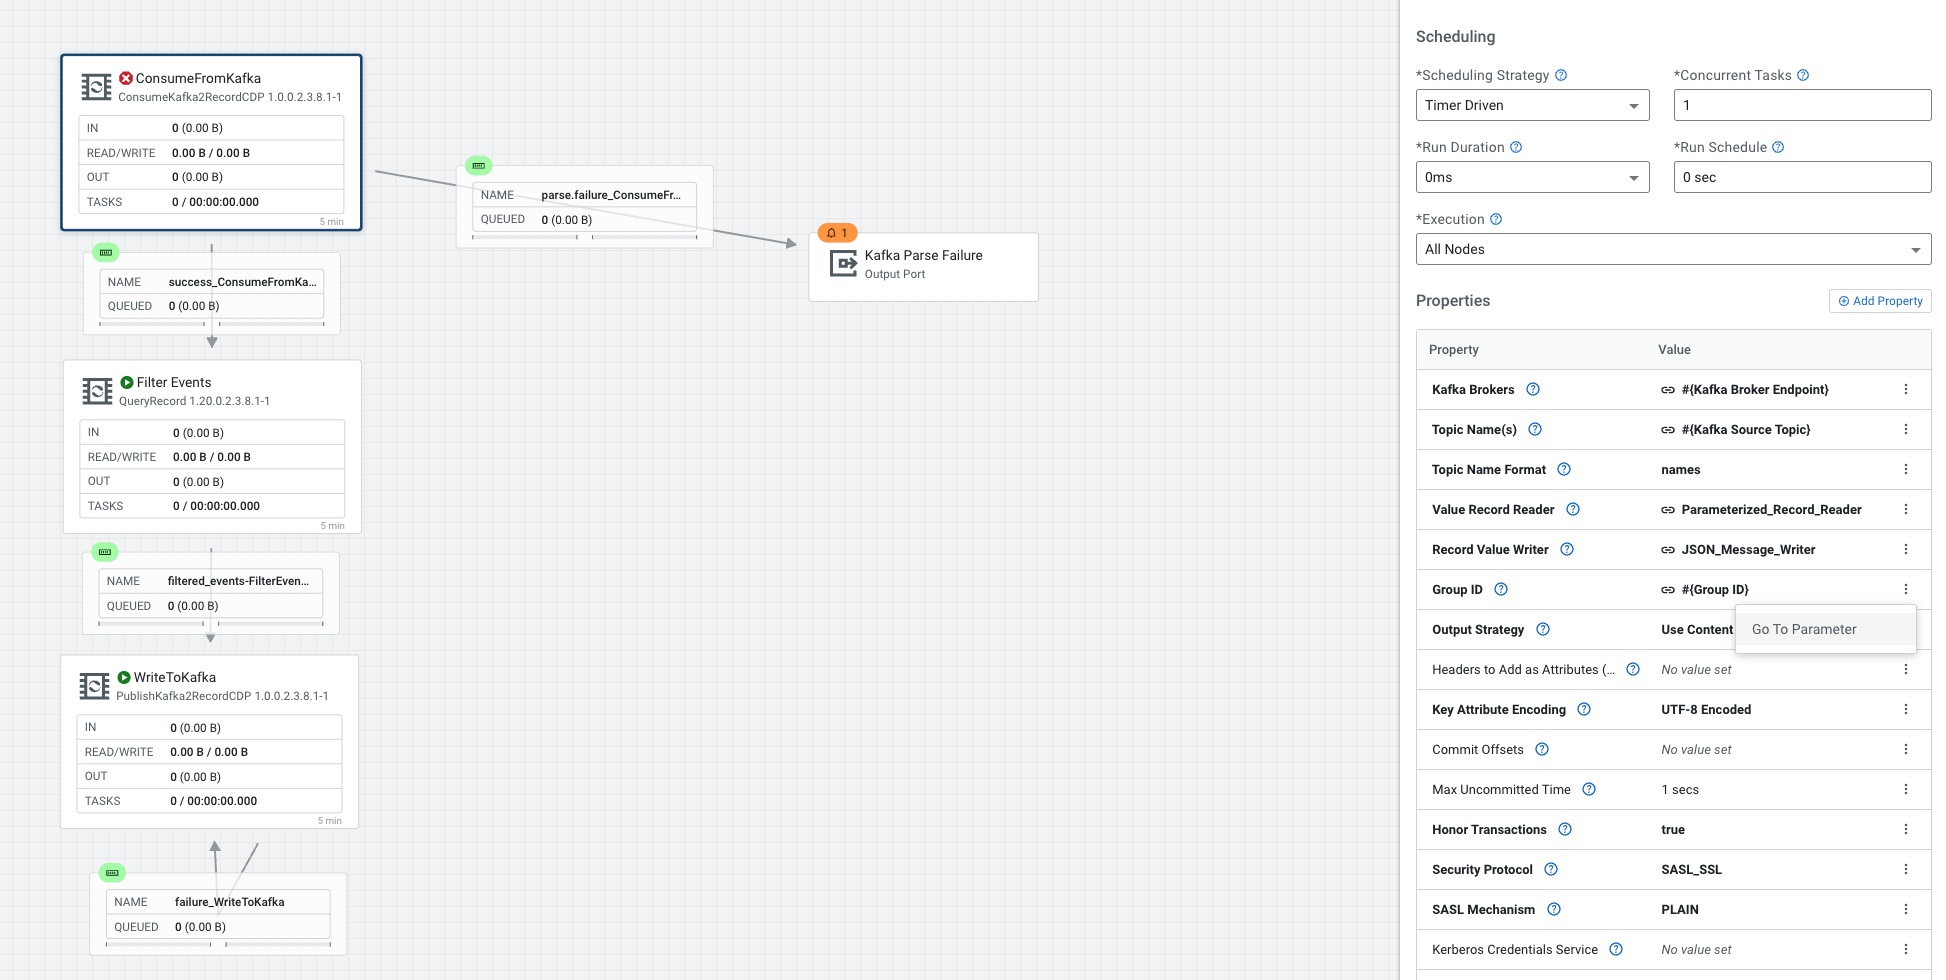 ConsumeFromKafka
ConsumeKafka2RecordCDP 1.0.0.2.3.8.1-1
IN 0 (0.00 B)
READ/WRITE 0.00 B / 0.00 B
OUT 0 (0.00 B)
TASKS 0 / 00:00:00.000
5 min
NAME parse.failure_ConsumeFr...
QUEUED 0 (0.00 B)
1
Kafka Parse Failure
Output Port
NAME success_ConsumeFromKa...
QUEUED 0 (0.00 B)
Filter Events
QueryRecord 1.20.0.2.3.8.1-1
IN 0 (0.00 B)
READ/WRITE 0.00 B / 0.00 B
OUT 0 (0.00 B)
TASKS 0 / 00:00:00.000
5 min
NAME filtered_events-FilterEven...
QUEUED 0 (0.00 B)
WriteToKafka
PublishKafka2RecordCDP 1.0.0.2.3.8.1-1
IN 0 (0.00 B)
READ/WRITE 0.00 B / 0.00 B
OUT 0 (0.00 B)
TASKS 0 / 00:00:00.000
5 min
NAME failure_WriteToKafka
QUEUED 0 (0.00 B)
Scheduling
*Scheduling Strategy *Concurrent Tasks
Timer Driven 1
*Run Duration *Run Schedule
0ms 0 sec
*Execution
All Nodes
Properties Add Property
Property Value
Kafka Brokers #{Kafka Broker Endpoint}
Topic Name(s) #{Kafka Source Topic}
Topic Name Format names
Value Record Reader Parameterized_Record_Reader
Record Value Writer JSON_Message_Writer
Group ID #{Group ID}
Output Strategy Use Content Go To Parameter
Headers to Add as Attributes (... No value set
Key Attribute Encoding UTF-8 Encoded
Commit Offsets No value set
Max Uncommitted Time 1 secs
Honor Transactions true
Security Protocol SASL_SSL
SASL Mechanism PLAIN
Kerberos Credentials Service No value set